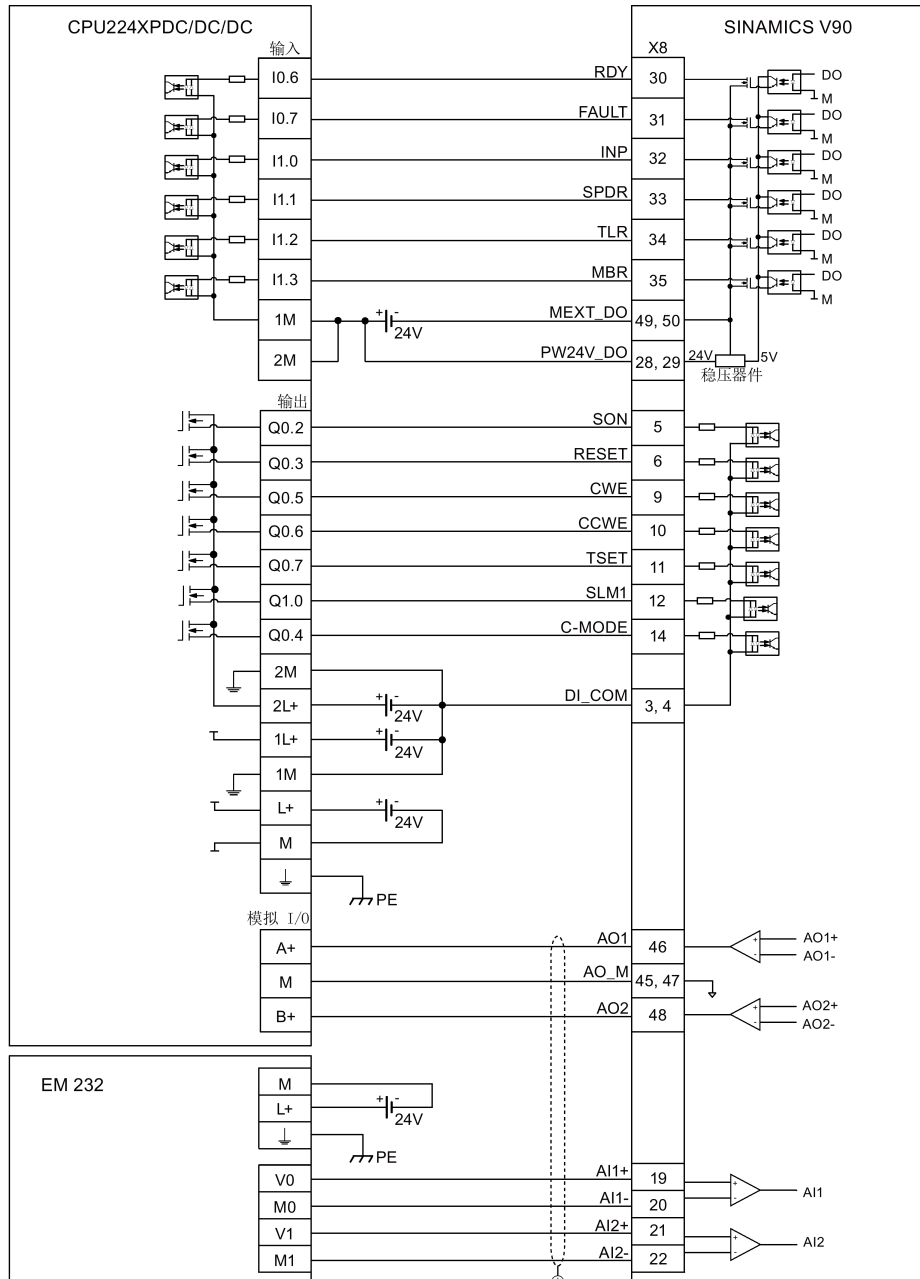 CPU224XPDC/DC/DC
SINAMICS V90
输入
X8
I0.6 RDY 30 DO
M
I0.7 FAULT 31 DO
M
I1.0 INP 32 DO
M
I1.1 SPDR 33 DO
M
I1.2 TLR 34 DO
M
I1.3 MBR 35 DO
M
1M + - 24V MEXT_DO 49, 50
2M PW24V_DO 28, 29 24V 5V
稳压器件
输出
Q0.2 SON 5
Q0.3 RESET 6
Q0.5 CWE 9
Q0.6 CCWE 10
Q0.7 TSET 11
Q1.0 SLM1 12
Q0.4 C-MODE 14
2M
2L+ + - 24V DI_COM 3, 4
1L+ + - 24V
1M
L+ + - 24V
M
PE
模拟 I/O
A+ AO1 46 + - AO1+
AO1-
M AO_M 45, 47
B+ AO2 48 + - AO2+
AO2-
EM 232
M
L+ + - 24V
PE
V0 AI1+ 19 +
M0 AI1- 20 - AI1
V1 AI2+ 21 +
M1 AI2- 22 - AI2